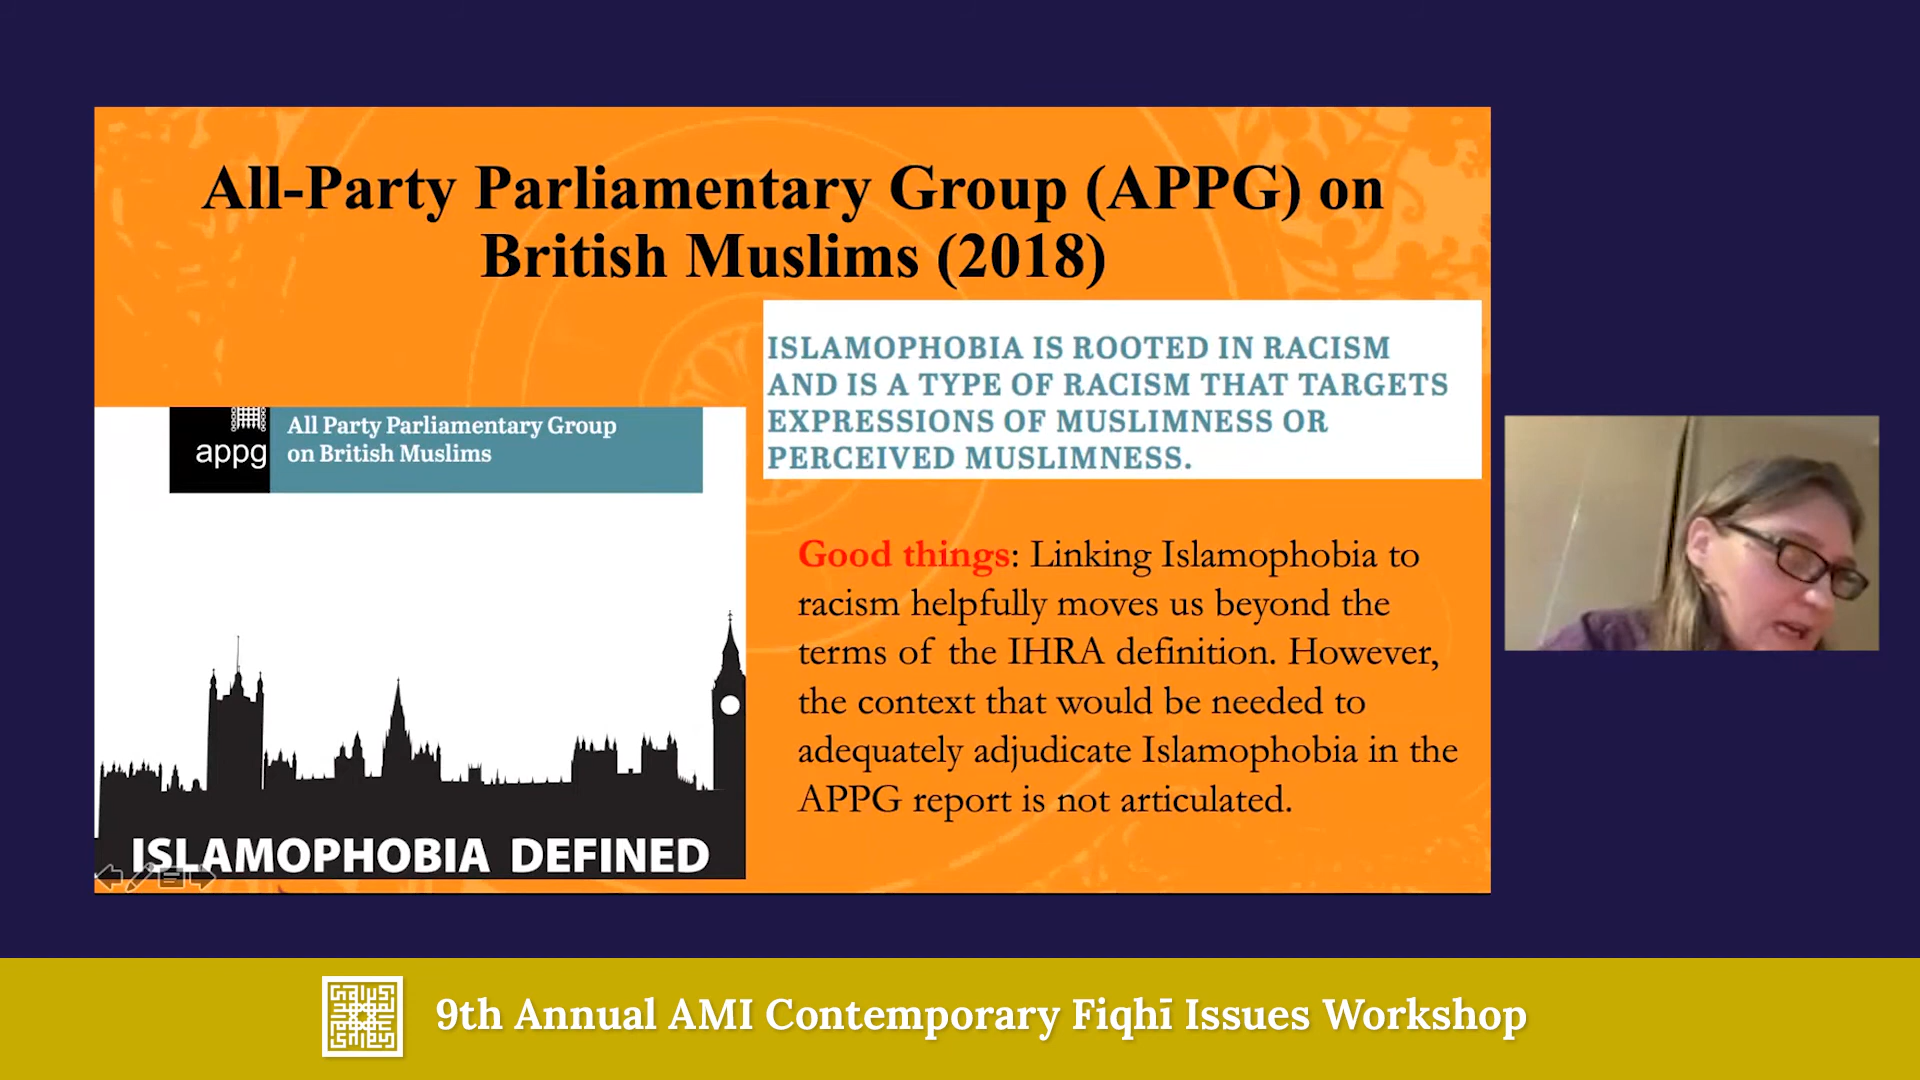 All-Party Parliamentary Group (APPG) on
British Muslims (2018)
ISLAMOPHOBIA IS ROOTED IN RACISM
AND IS A TYPE OF RACISM THAT TARGETS
EXPRESSIONS OF MUSLIMNESS OR
PERCEIVED MUSLIMNESS.
appg
All Party Parliamentary Group
on British Muslims
ISLAMOPHOBIA DEFINED
Good things: Linking Islamophobia to
racism helpfully moves us beyond the
terms of the IHRA definition. However,
the context that would be needed to
adequately adjudicate Islamophobia in the
APPG report is not articulated.
9th Annual AMI Contemporary Fiqhī Issues Workshop